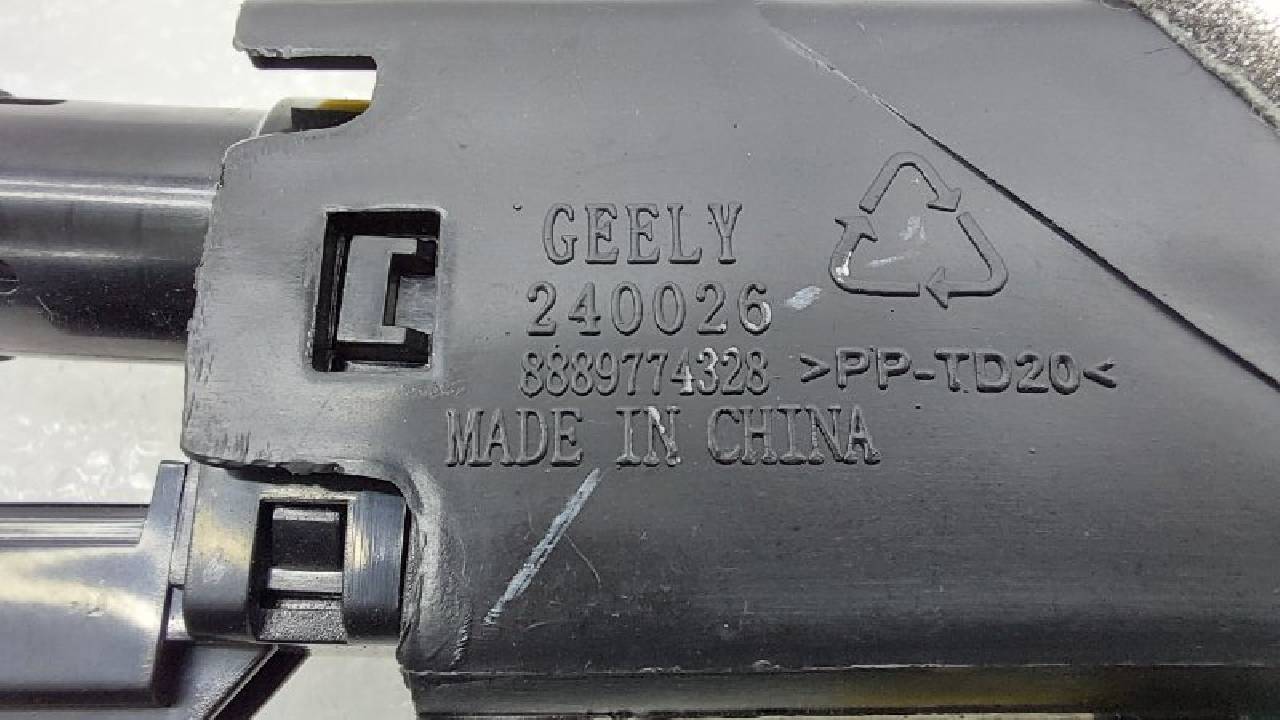 GEELY
240026
8889774328 >PP-TD20<
MADE IN CHINA